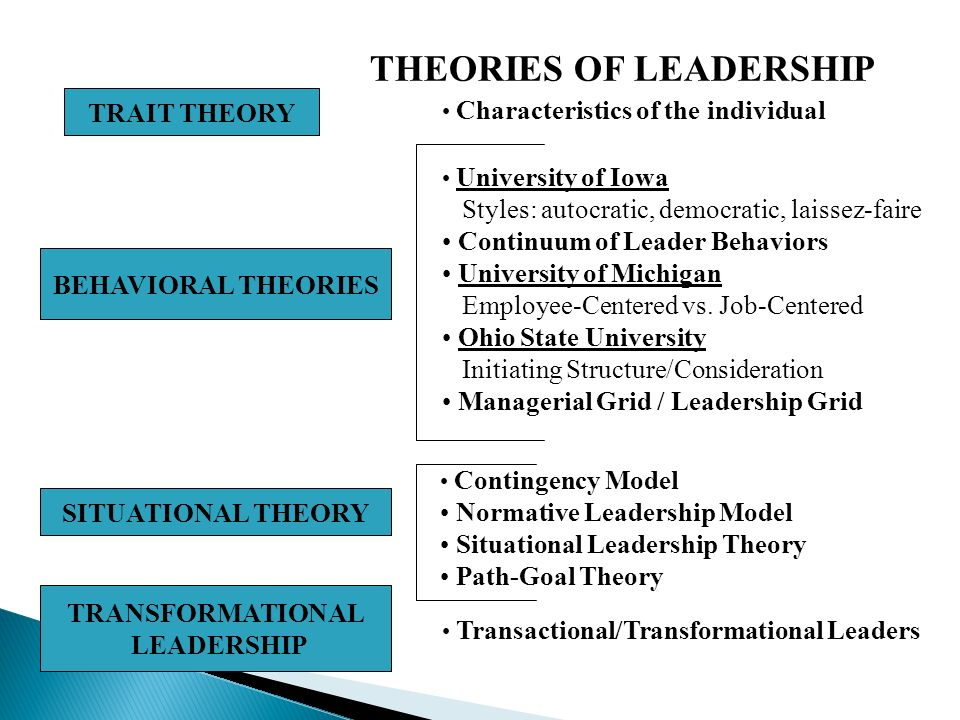 THEORIES OF LEADERSHIP
TRAIT THEORY
• Characteristics of the individual
BEHAVIORAL THEORIES
• University of Iowa
Styles: autocratic, democratic, laissez-faire
• Continuum of Leader Behaviors
• University of Michigan
Employee-Centered vs. Job-Centered
• Ohio State University
Initiating Structure/Consideration
• Managerial Grid / Leadership Grid
SITUATIONAL THEORY
• Contingency Model
• Normative Leadership Model
• Situational Leadership Theory
• Path-Goal Theory
TRANSFORMATIONAL
LEADERSHIP
• Transactional/Transformational Leaders